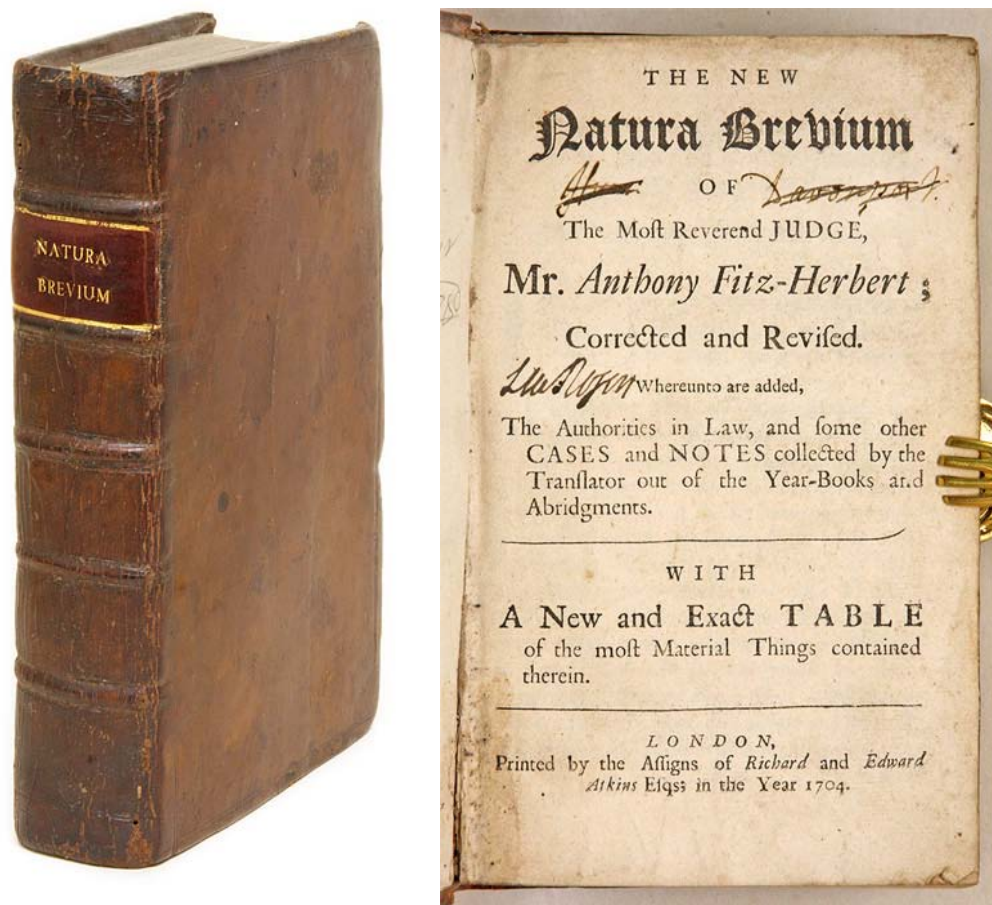 NATURA
BREVIUM
THE NEW
Natura Brevium
OF Davenport.
The Moſt Reverend JUDGE,
Mr. Anthony Fitz-Herbert;
Corrected and Reviſed.
Whereunto are added,
The Authorities in Law, and ſome other
CASES and NOTES collected by the
Tranſlator out of the Year-Books and
Abridgments.
WITH
A New and Exact TABLE
of the moſt Material Things contained
therein.
LONDON,
Printed by the Aſſigns of Richard and Edward
Atkins Eſqs; in the Year 1704.